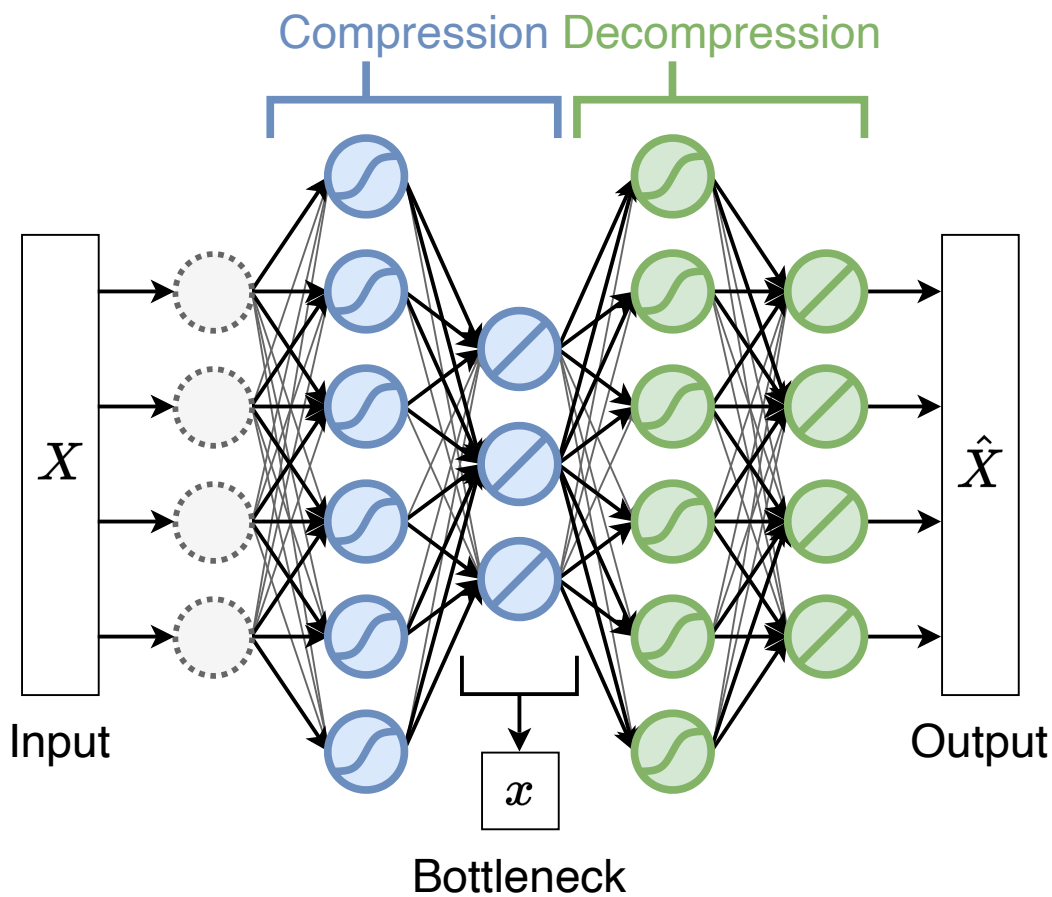 Compression Decompression
X
X̂
Input
Output
x
Bottleneck